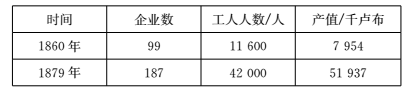 时间 企业数 工人人数/人 产值/千卢布
1860 年 99 11 600 7 954
1879 年 187 42 000 51 937